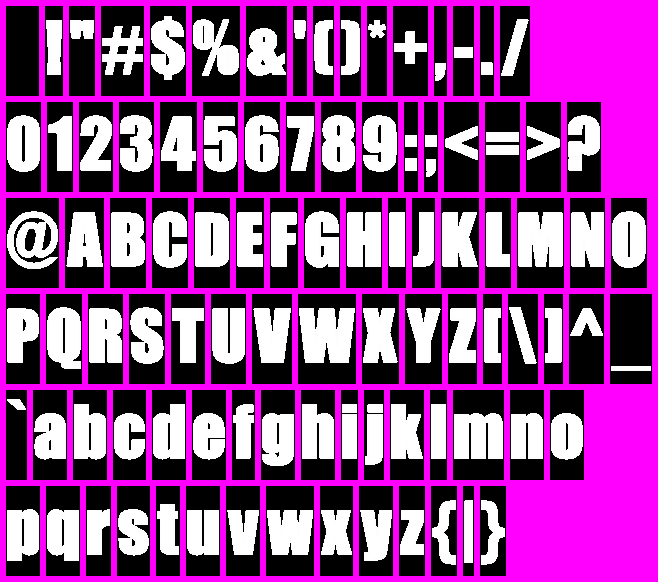 !"#$%&'()*+,-./
0123456789:;<=>?
@ABCDEFGHIJKLMNO
PQRSTUVWXYZ[\]^_
`abcdefghijklmno
pqrstuvwxyz{|}